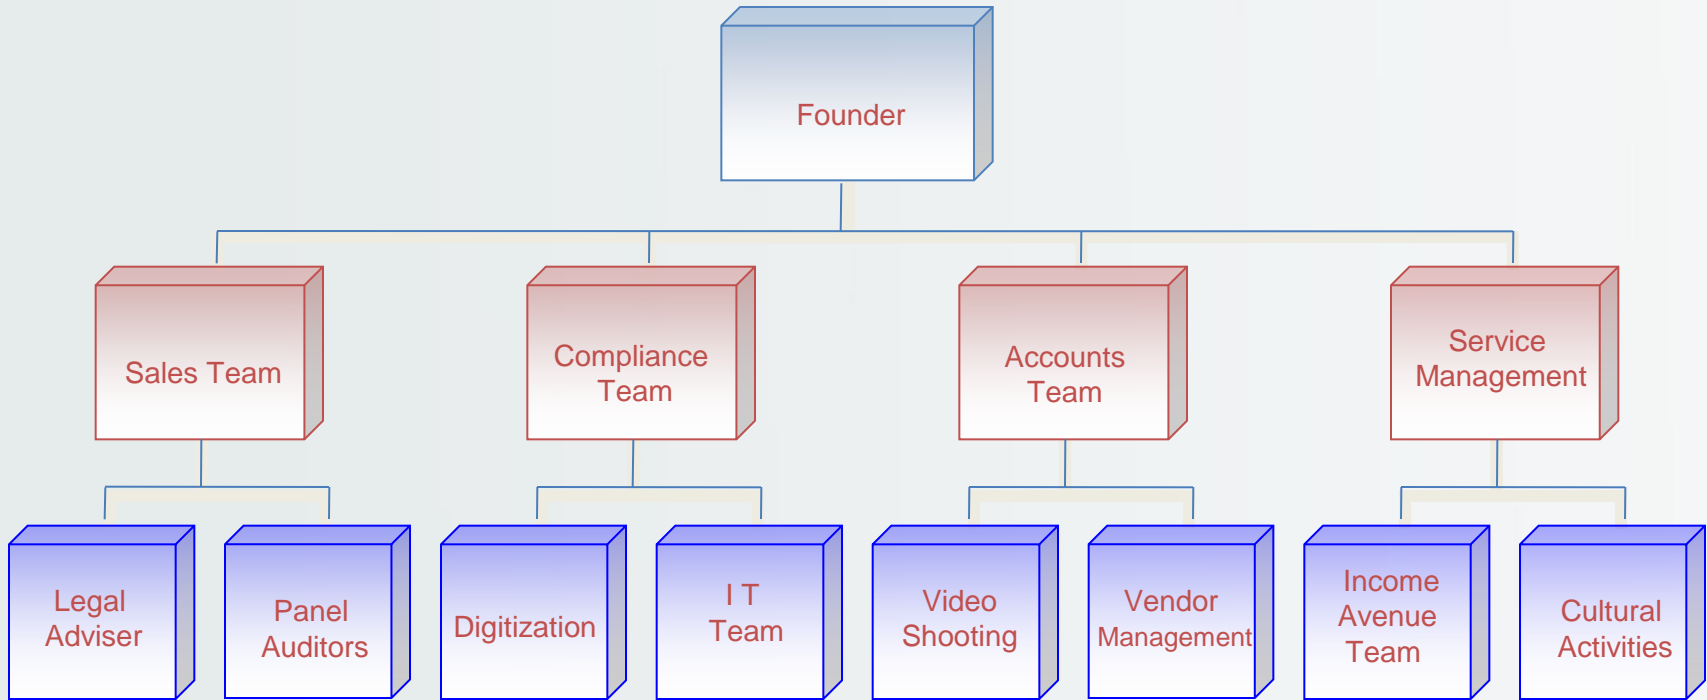 Founder
Sales Team
Compliance
Team
Accounts
Team
Service
Management
Legal
Adviser
Panel
Auditors
Digitization
I T
Team
Video
Shooting
Vendor
Management
Income
Avenue
Team
Cultural
Activities